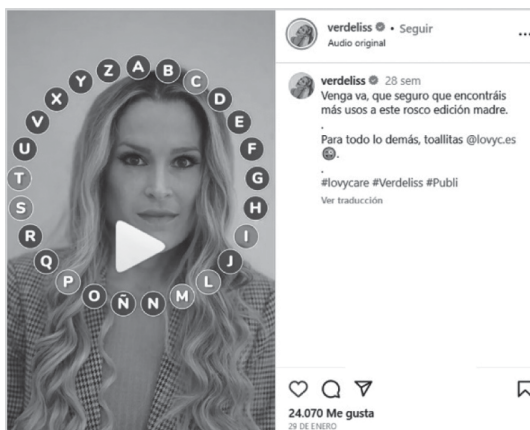 verdeliss • Seguir
Audio original
verdeliss 28 sem
Venga va, que seguro que encontráis
más usos a este rosco edición madre.
.
Para todo lo demás, toallitas @lovyc.es
.
.
#lovycare #Verdeliss #Publi
Ver traducción
A
B
C
D
E
F
G
H
I
J
L
M
N
Ñ
O
P
Q
R
S
T
U
V
X
Y
Z
24.070 Me gusta
29 DE ENERO